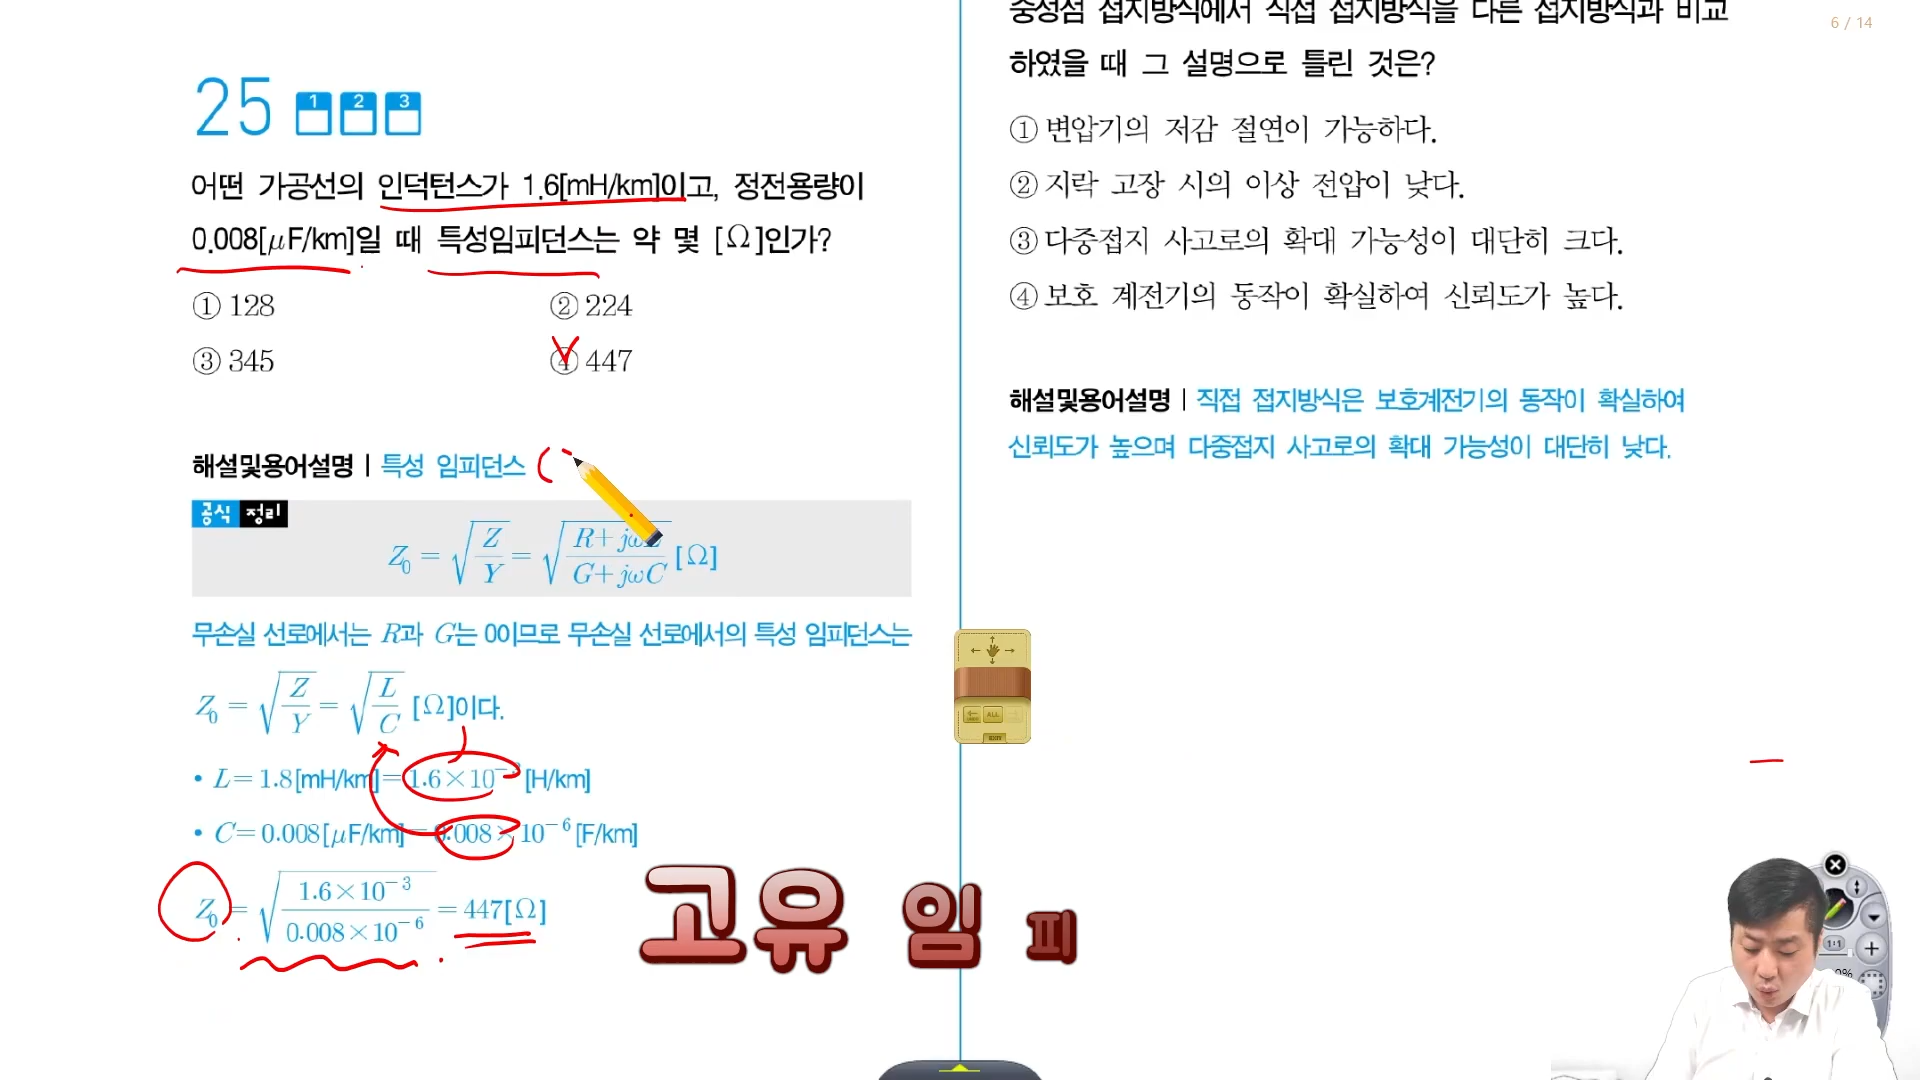 25 1 2 3
어떤 가공선의 인덕턴스가 1.6[mH/km]이고, 정전용량이
0.008[μF/km]일 때 특성임피던스는 약 몇 [Ω]인가?
① 128 ② 224
③ 345 ④ 447
해설및용어설명 | 특성 임피던스
공식 정리
Z₀ = √(Z/Y) = √((R+jωL)/(G+jωC)) [Ω]
무손실 선로에서는 R과 G는 0이므로 무손실 선로에서의 특성 임피던스는
Z₀ = √(Z/Y) = √(L/C) [Ω]이다.
• L=1.8[mH/km]=1.6×10⁻³[H/km]
• C=0.008[μF/km]=0.008×10⁻⁶[F/km]
Z₀ = √((1.6×10⁻³)/(0.008×10⁻⁶)) = 447[Ω]
중성점 접지방식에서 직접 접지방식을 다른 접지방식과 비교
하였을 때 그 설명으로 틀린 것은?
① 변압기의 저감 절연이 가능하다.
② 지락 고장 시의 이상 전압이 낮다.
③ 다중접지 사고로의 확대 가능성이 대단히 크다.
④ 보호 계전기의 동작이 확실하여 신뢰도가 높다.
해설및용어설명 | 직접 접지방식은 보호계전기의 동작이 확실하여
신뢰도가 높으며 다중접지 사고로의 확대 가능성이 대단히 낮다.
고유 임 피
6 / 14
ALL
1:1